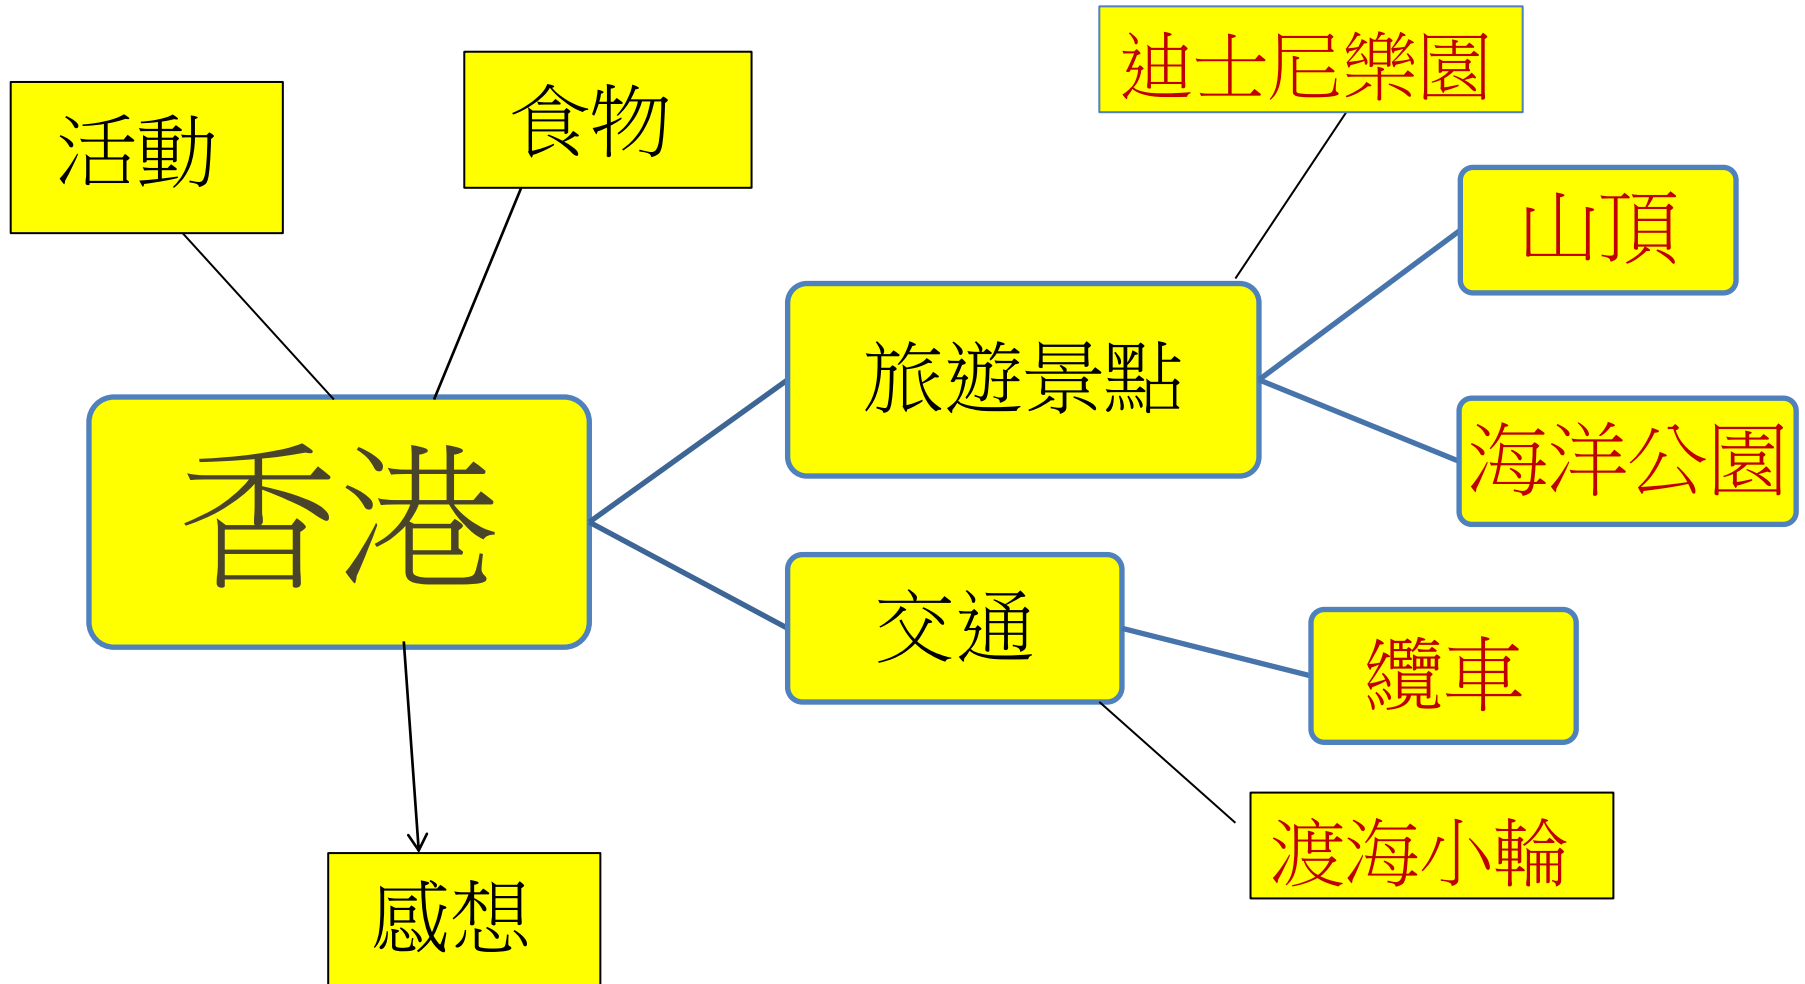 迪士尼樂園
食物
活動
山頂
旅遊景點
海洋公園
香港
交通
纜車
渡海小輪
感想